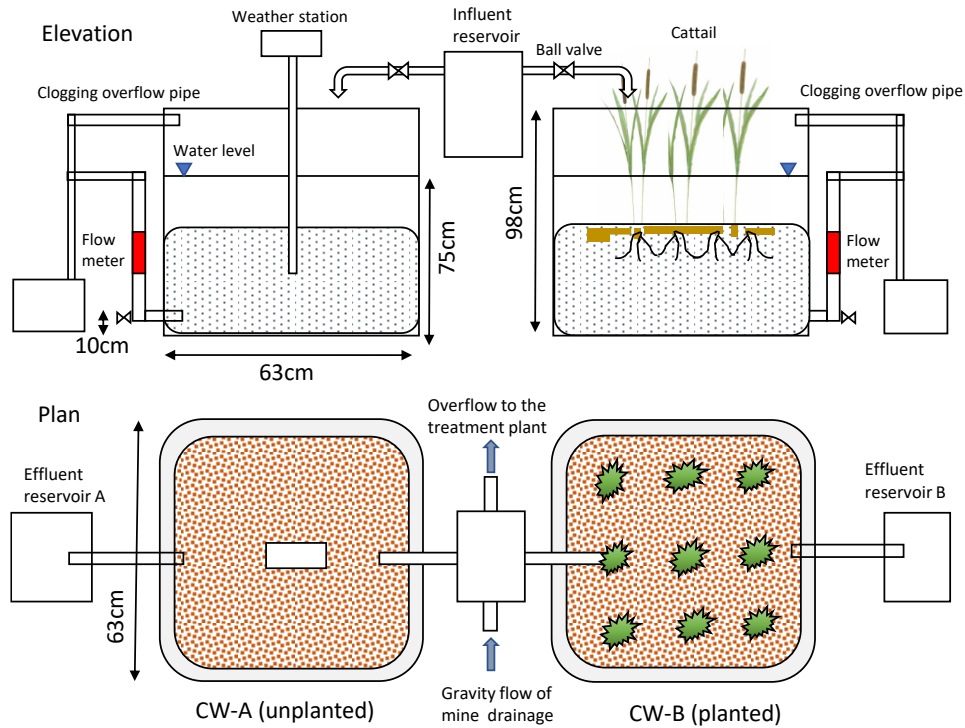 Elevation
Weather station
Influent
reservoir
Ball valve
Cattail
Clogging overflow pipe
Clogging overflow pipe
Water level
Flow
meter
75cm
98cm
Flow
meter
10cm
63cm
Plan
Overflow to the
treatment plant
Effluent
reservoir A
Effluent
reservoir B
63cm
CW-A (unplanted)
Gravity flow of
mine drainage
CW-B (planted)